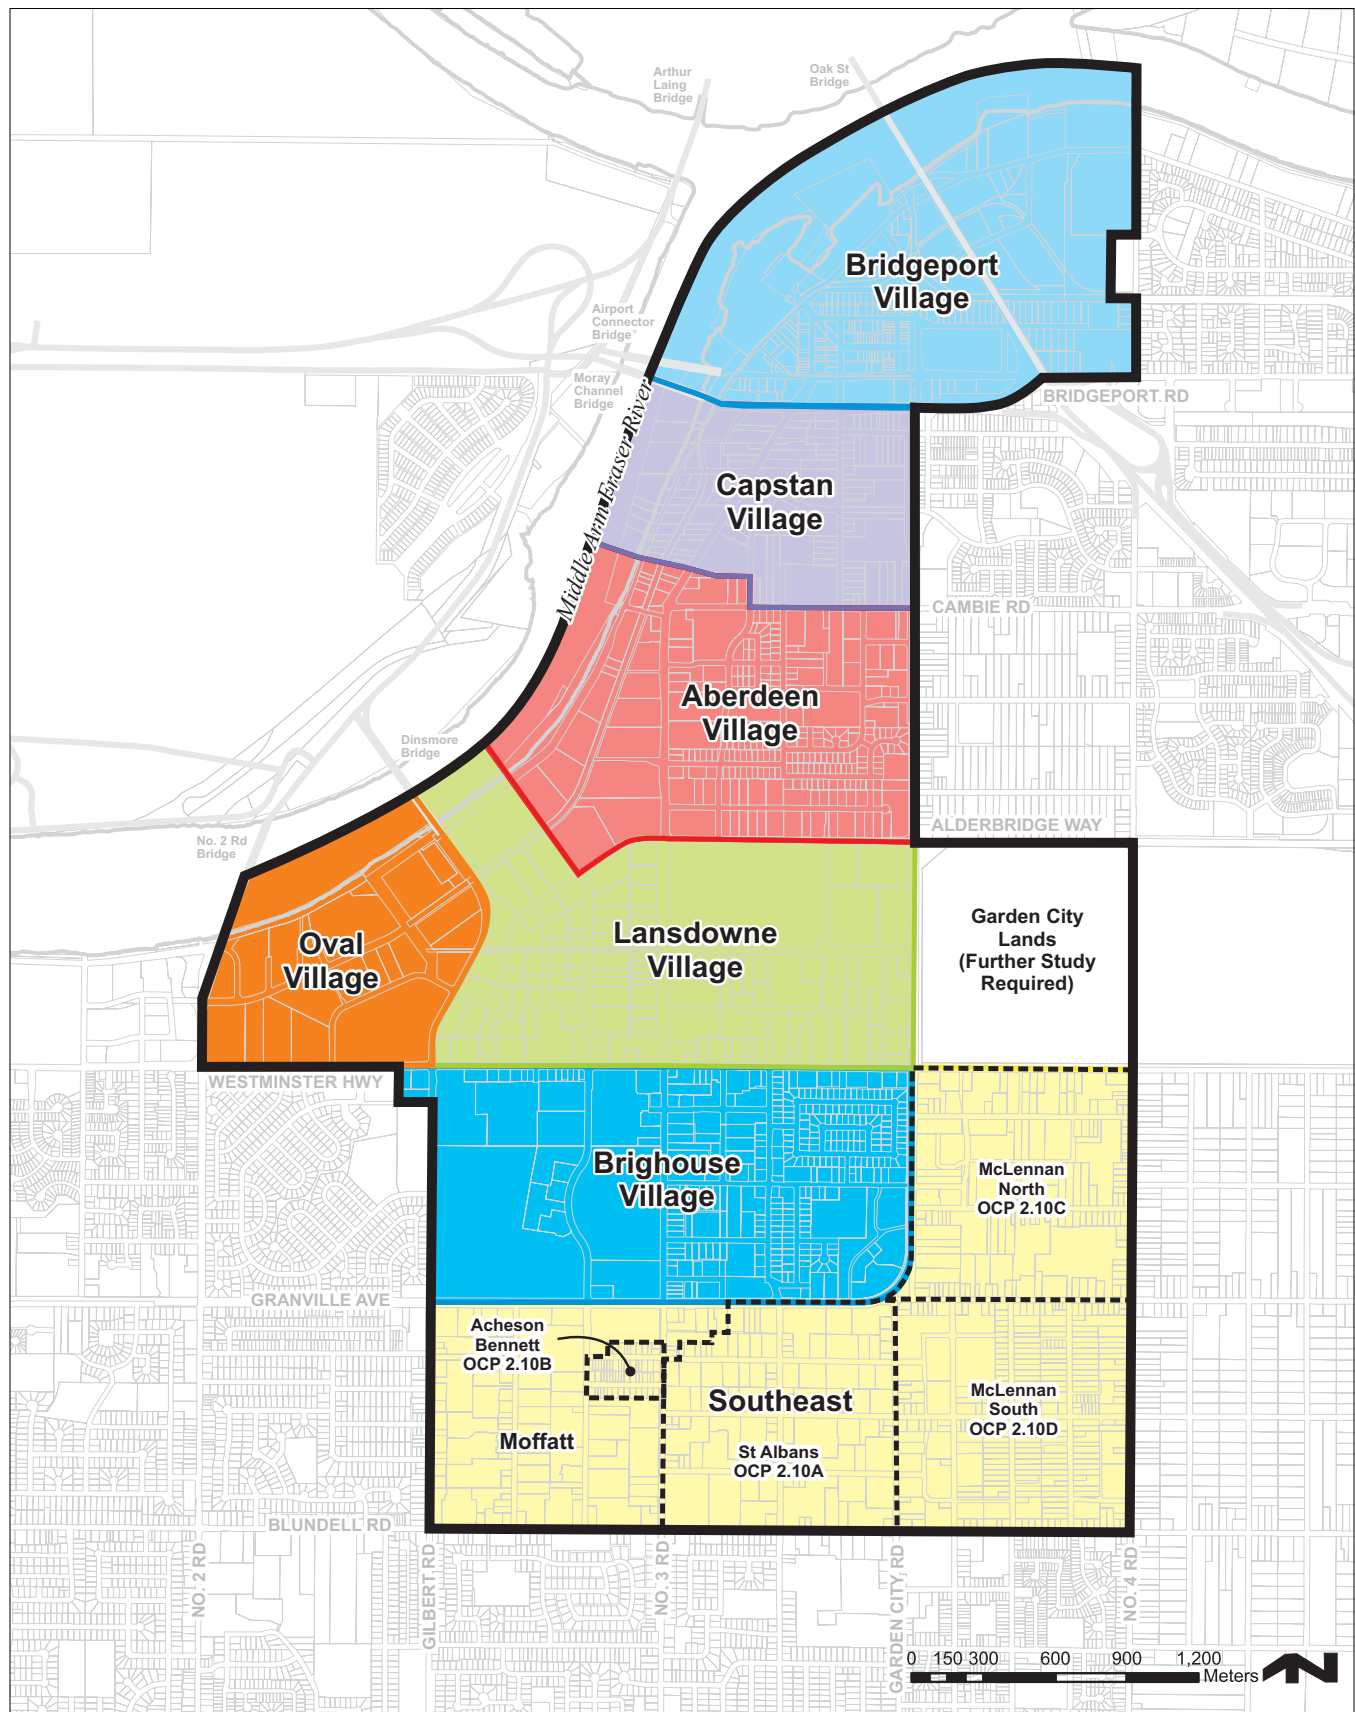 Arthur
Laing
Bridge
Oak St
Bridge
Bridgeport
Village
Airport
Connector
Bridge
Moray
Channel
Bridge
BRIDGEPORT RD
Middle Arm Fraser River
Capstan
Village
CAMBIE RD
Aberdeen
Village
Dinsmore
Bridge
ALDERBRIDGE WAY
No. 2 Rd
Bridge
Oval
Village
Lansdowne
Village
Garden City
Lands
(Further Study
Required)
WESTMINSTER HWY
Brighouse
Village
McLennan
North
OCP 2.10C
GRANVILLE AVE
Acheson
Bennett
OCP 2.10B
Southeast
McLennan
South
OCP 2.10D
Moffatt
St Albans
OCP 2.10A
BLUNDELL RD
NO. 2 RD
GILBERT RD
NO. 3 RD
GARDEN CITY RD
NO. 4 RD
0 150 300 600 900 1,200
Meters
N